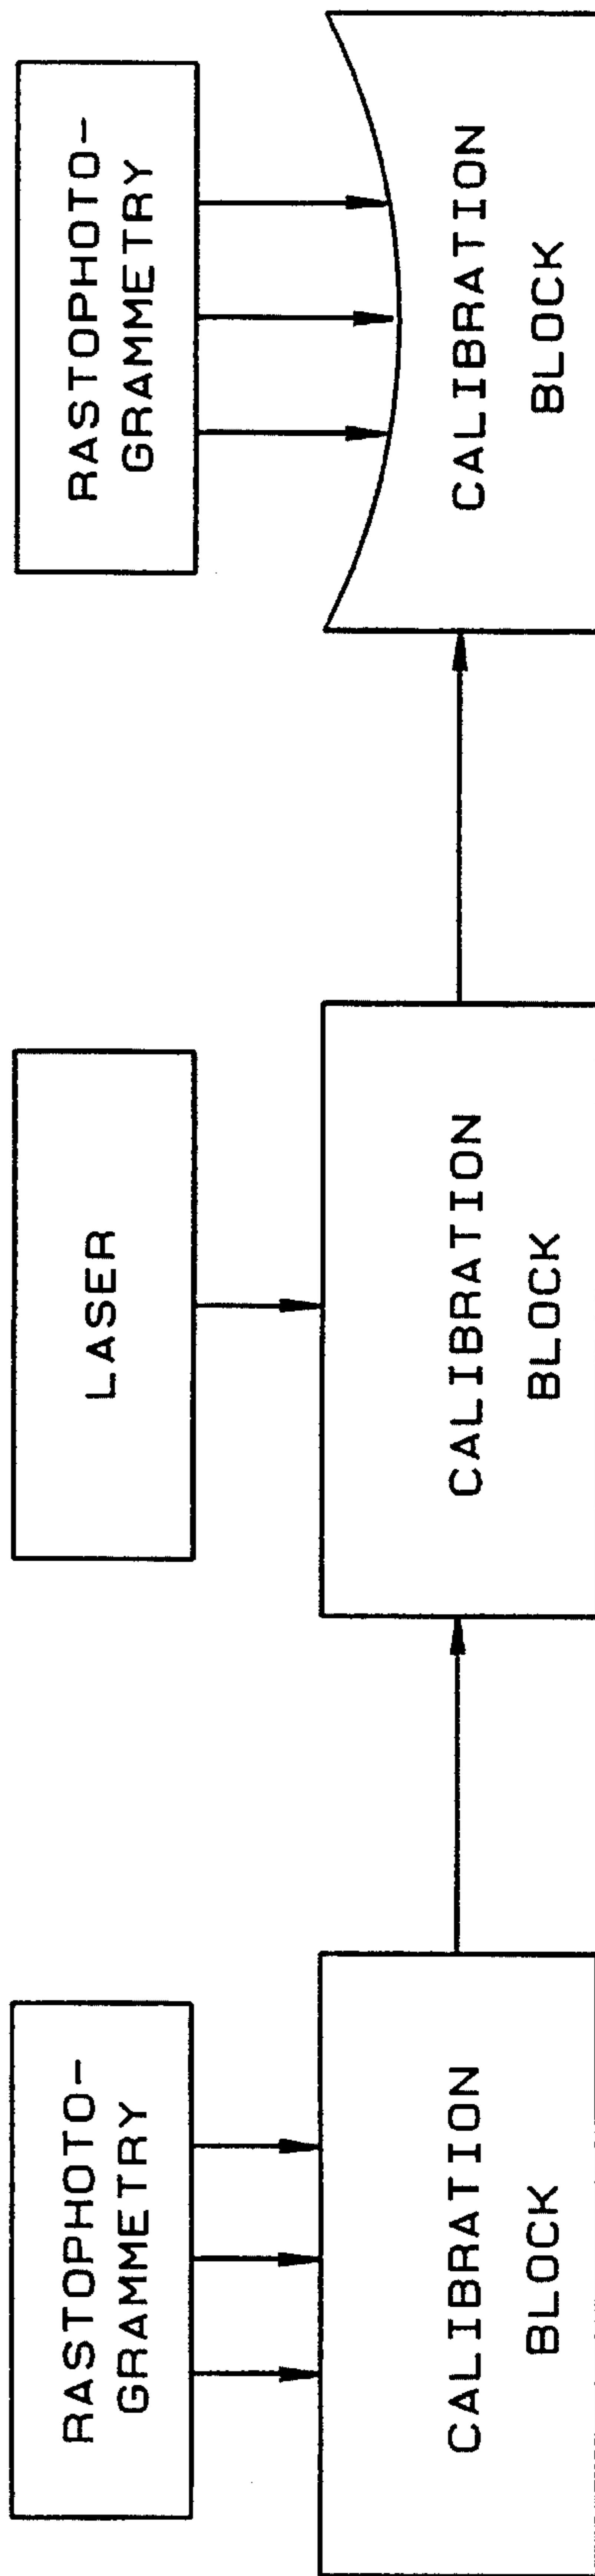 RASTOPHOTO-
GRAMMETRY
CALIBRATION
BLOCK
LASER
CALIBRATION
BLOCK
RASTOPHOTO-
GRAMMETRY
CALIBRATION
BLOCK